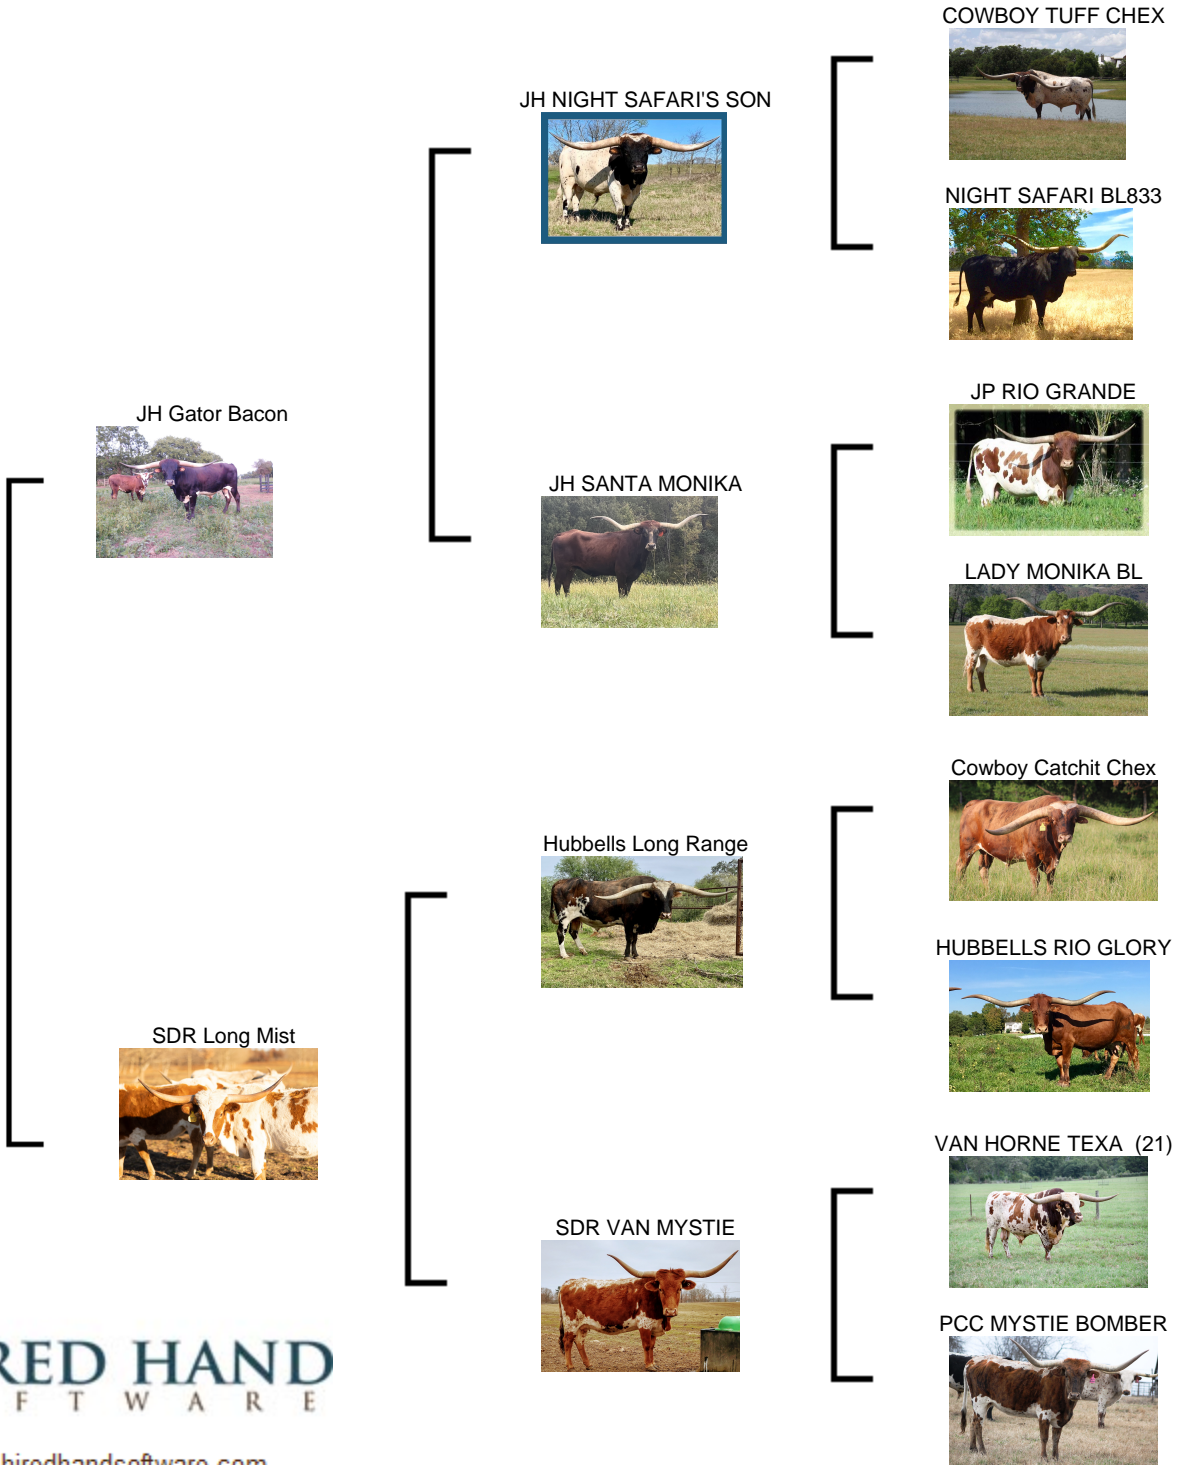 COWBOY TUFF CHEX
JH NIGHT SAFARI'S SON
NIGHT SAFARI BL833
JH Gator Bacon
JP RIO GRANDE
JH SANTA MONIKA
LADY MONIKA BL
Cowboy Catchit Chex
Hubbells Long Range
HUBBELLS RIO GLORY
SDR Long Mist
VAN HORNE TEXA (21)
SDR VAN MYSTIE
PCC MYSTIE BOMBER
RED HAND
F T W A R E
hiredhandsoftware.com